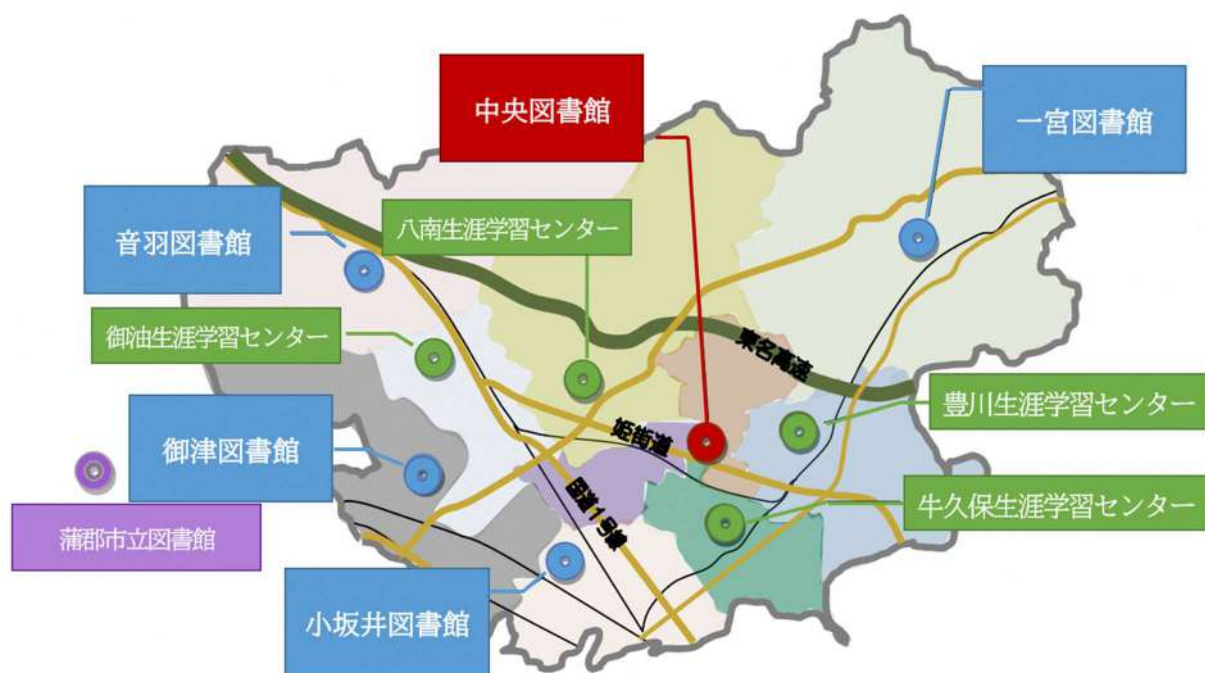 中央図書館
一宮図書館
音羽図書館
八南生涯学習センター
御油生涯学習センター
東名高速
豊川生涯学習センター
姫街道
御津図書館
国道1号線
牛久保生涯学習センター
蒲郡市立図書館
小坂井図書館